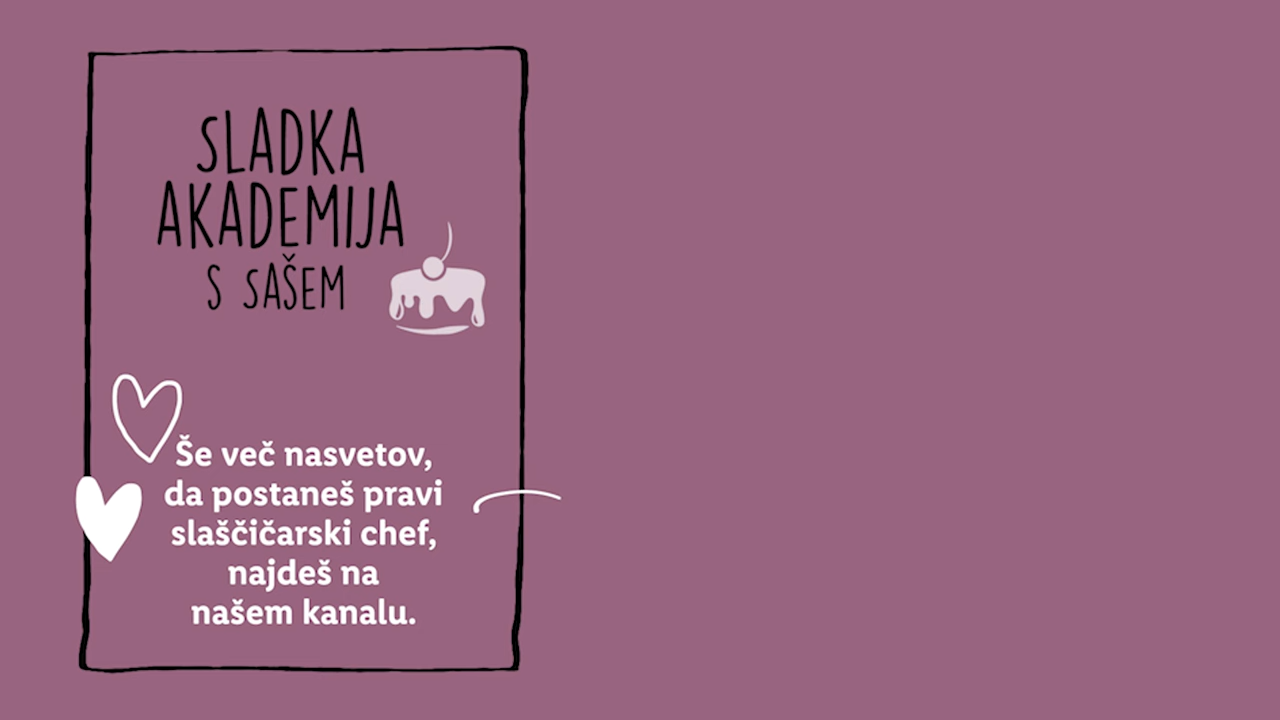 SLADKA
AKADEMIJA
S SAŠEM
Še več nasvetov,
da postaneš pravi
slaščičarski chef,
najdeš na
našem kanalu.